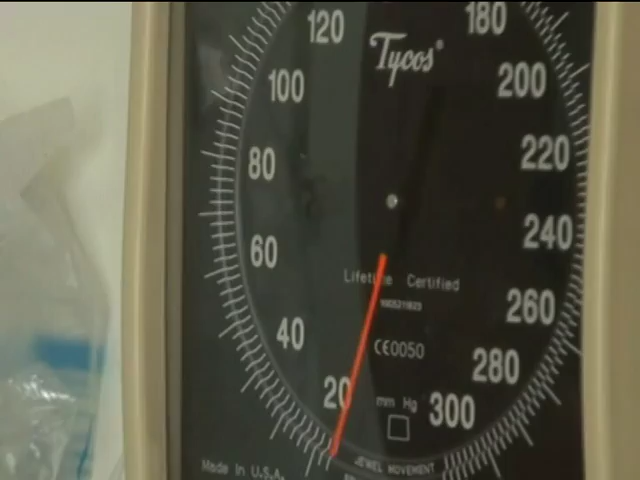 120
180
Tycos®
100
200
80
220
60
240
Lifetime Certified
260
40
CE0050
280
20
mm Hg
300
JEWEL MOVEMENT
Made in U.S.A.